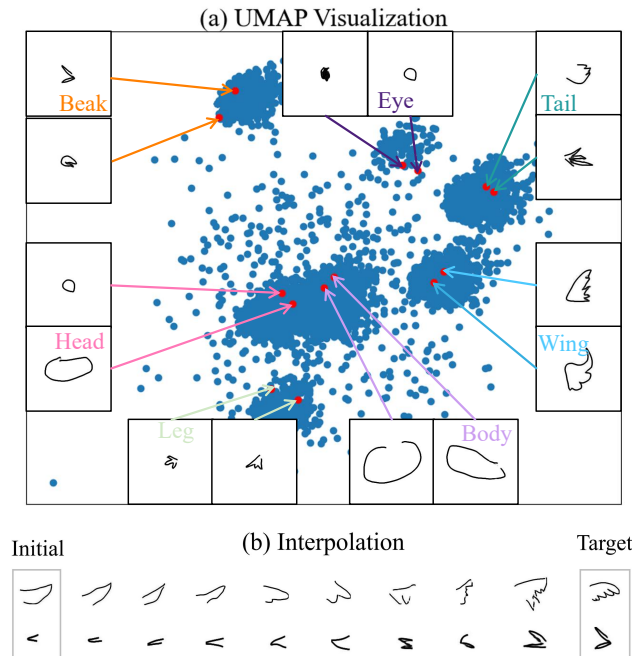 (a) UMAP Visualization
Beak
Eye
Tail
Head
Wing
Leg
Body
(b) Interpolation
Initial
Target